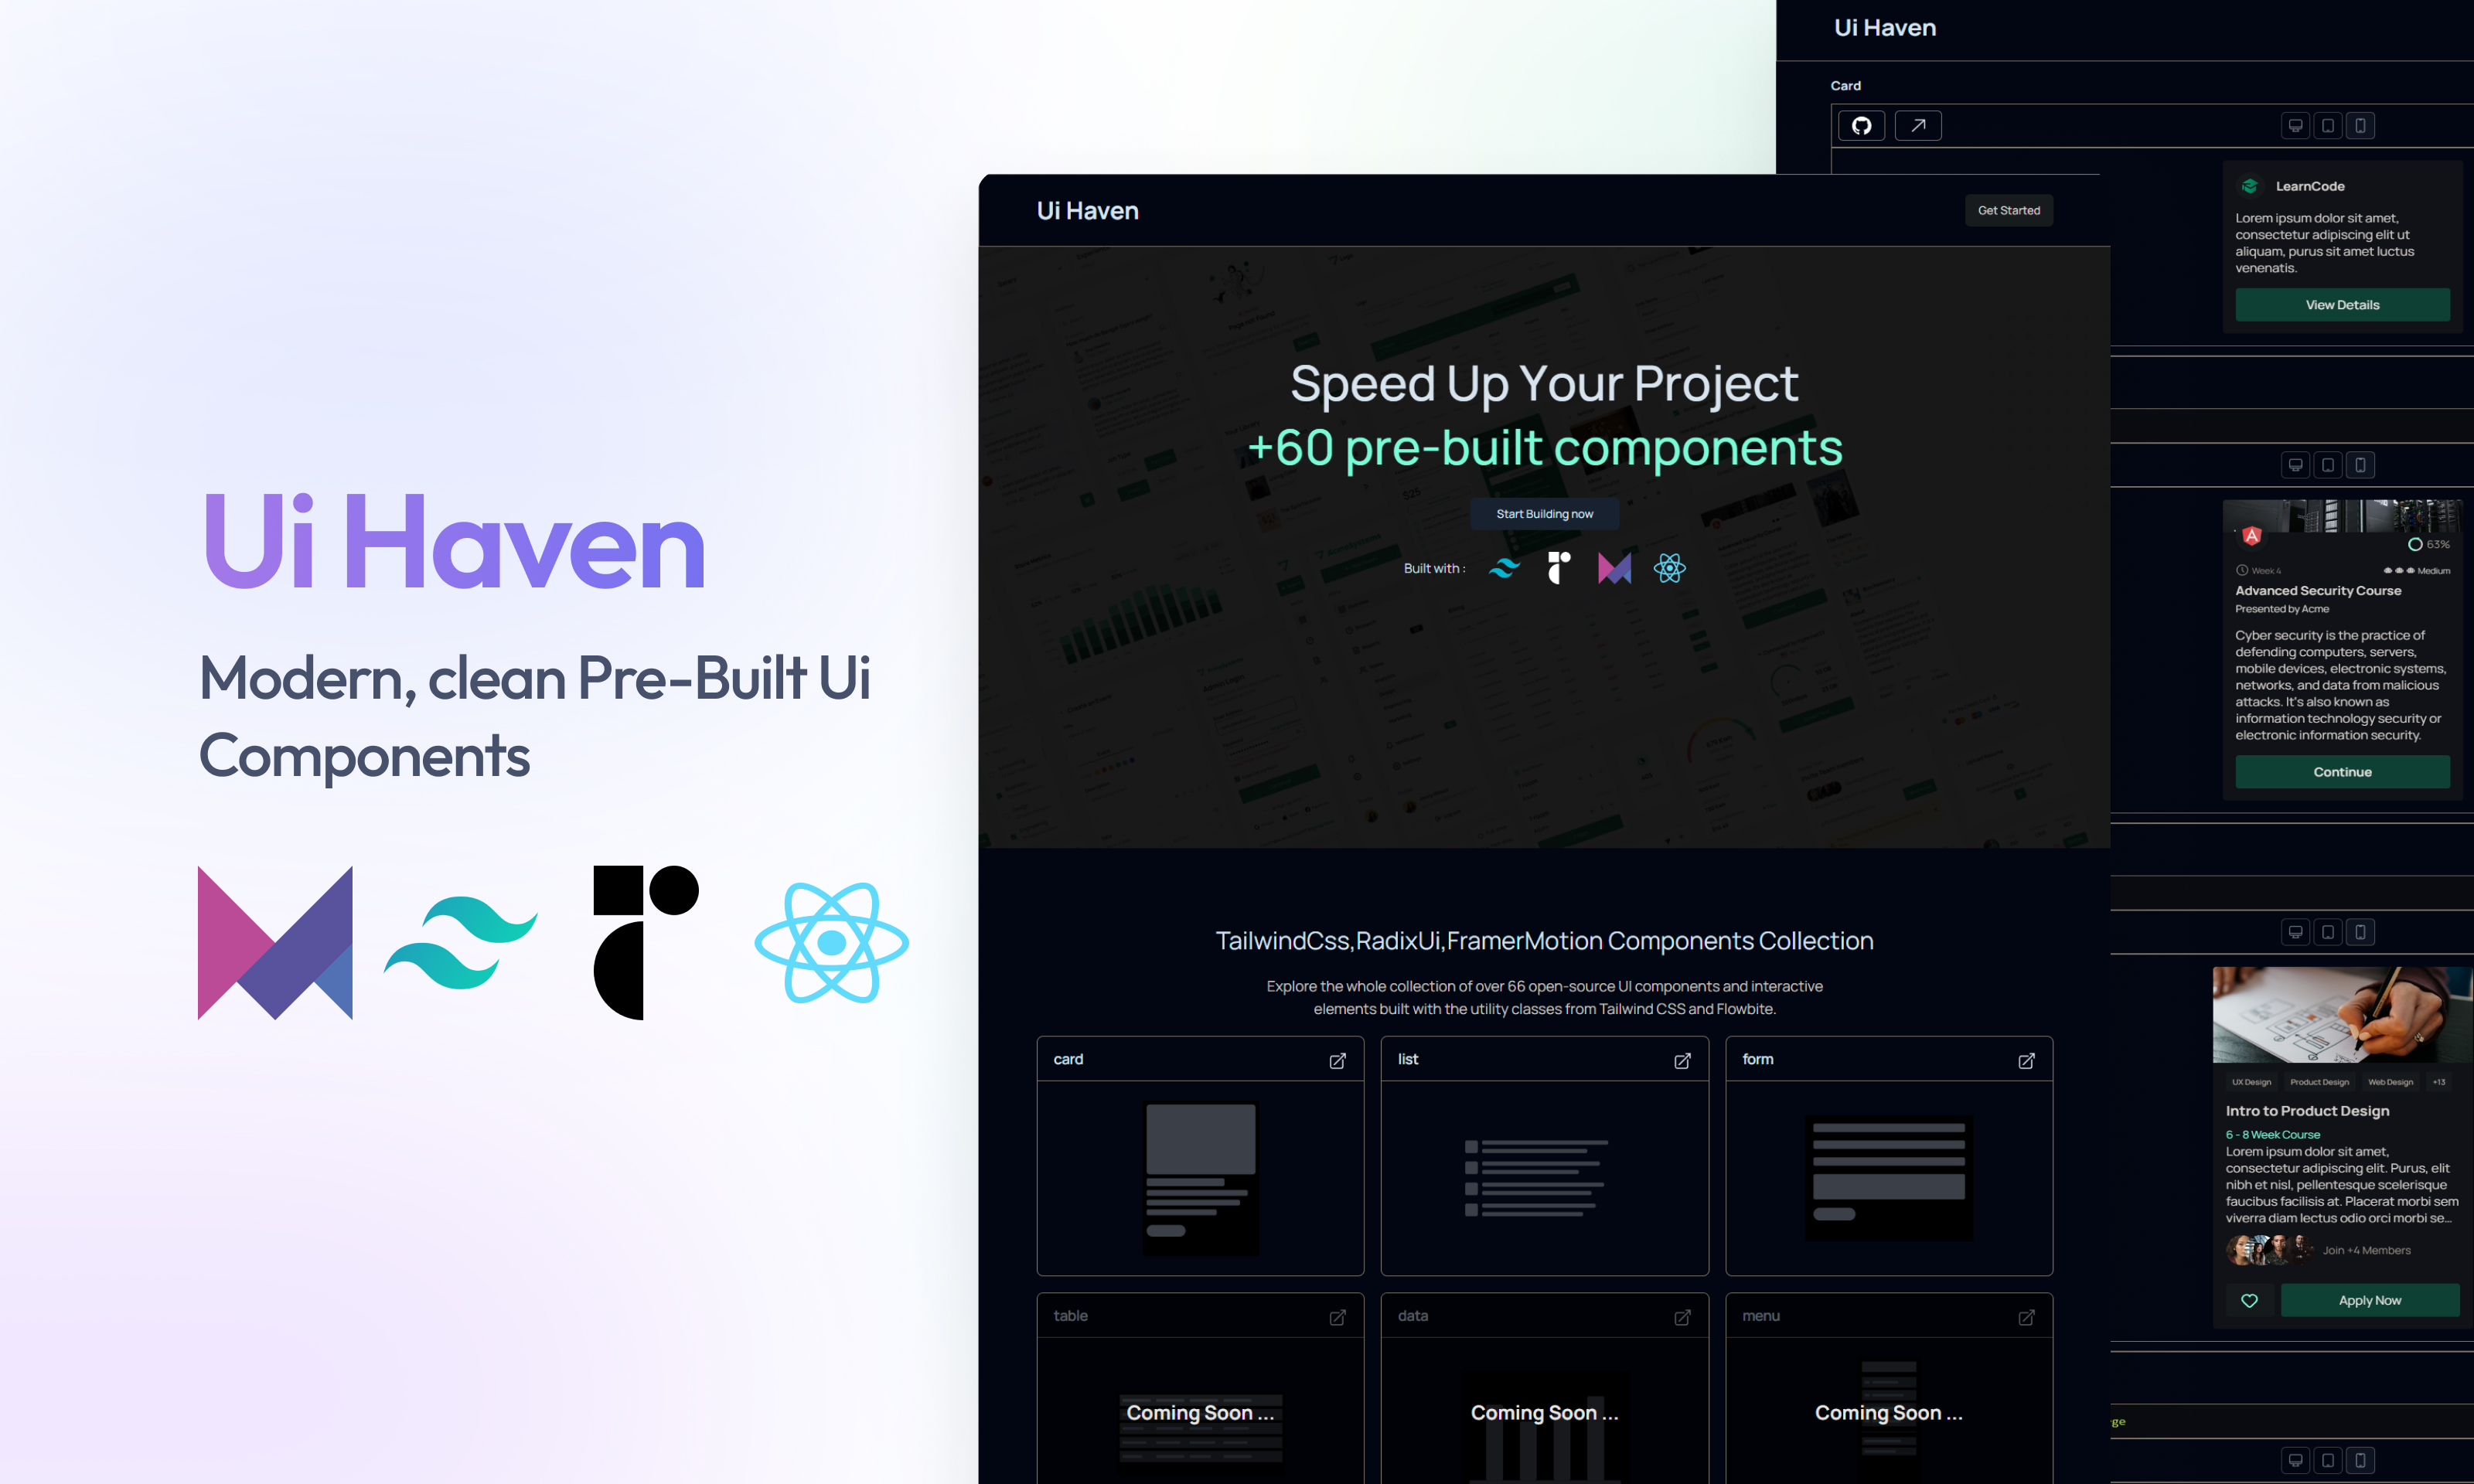 Ui Haven
Modern, clean Pre-Built Ui
Components
Ui Haven
Get Started
Speed Up Your Project
+60 pre-built components
Start Building now
Built with :
TailwindCss,RadixUi,FramerMotion Components Collection
Explore the whole collection of over 66 open-source UI components and interactive
elements built with the utility classes from Tailwind CSS and Flowbite.
card
list
form
table
data
menu
Coming Soon ...
Coming Soon ...
Coming Soon ...
Ui Haven
Card
LearnCode
Lorem ipsum dolor sit amet,
consectetur adipiscing elit ut
aliquam, purus sit amet luctus
venenatis.
View Details
63%
Week 4
Medium
Advanced Security Course
Presented by Acme
Cyber security is the practice of
defending computers, servers,
mobile devices, electronic systems,
networks, and data from malicious
attacks. It's also known as
information technology security or
electronic information security.
Continue
UX Design
Product Design
Web Design
+13
Intro to Product Design
6 - 8 Week Course
Lorem ipsum dolor sit amet,
consectetur adipiscing elit. Purus, elit
nibh et nisl, pellentesque scelerisque
faucibus facilisis at. Placerat morbi sem
viverra diam lectus odio orci morbi se...
Join +4 Members
Apply Now
ge